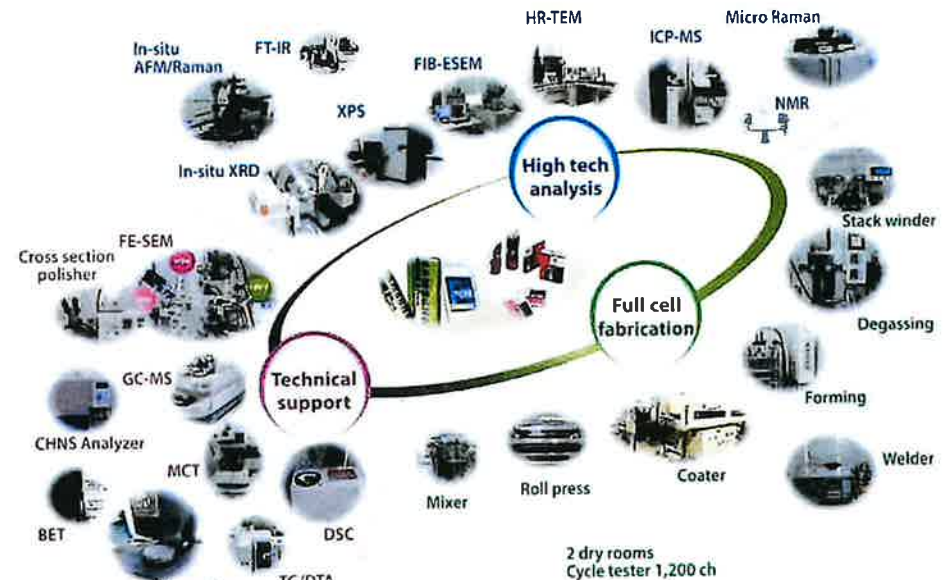 HR-TEM
Micro Raman
In-situ
AFM/Raman
FT-IR
FIB-ESEM
ICP-MS
XPS
NMR
In-situ XRD
High tech
analysis
Stack winder
FE-SEM
Cross section
polisher
Full cell
fabrication
Degassing
GC-MS
Technical
support
Forming
CHNS Analyzer
MCT
Mixer
Roll press
Coater
Welder
BET
DSC
TG/DTA
2 dry rooms
Cycle tester 1,200 ch